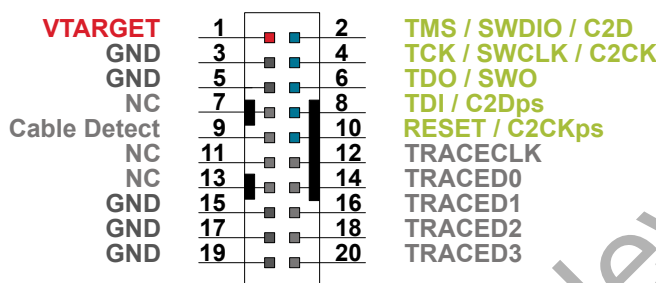 VTARGET 1 2 TMS / SWDIO / C2D
GND 3 4 TCK / SWCLK / C2CK
GND 5 6 TDO / SWO
NC 7 8 TDI / C2Dps
Cable Detect 9 10 RESET / C2CKps
NC 11 12 TRACECLK
NC 13 14 TRACED0
GND 15 16 TRACED1
GND 17 18 TRACED2
GND 19 20 TRACED3